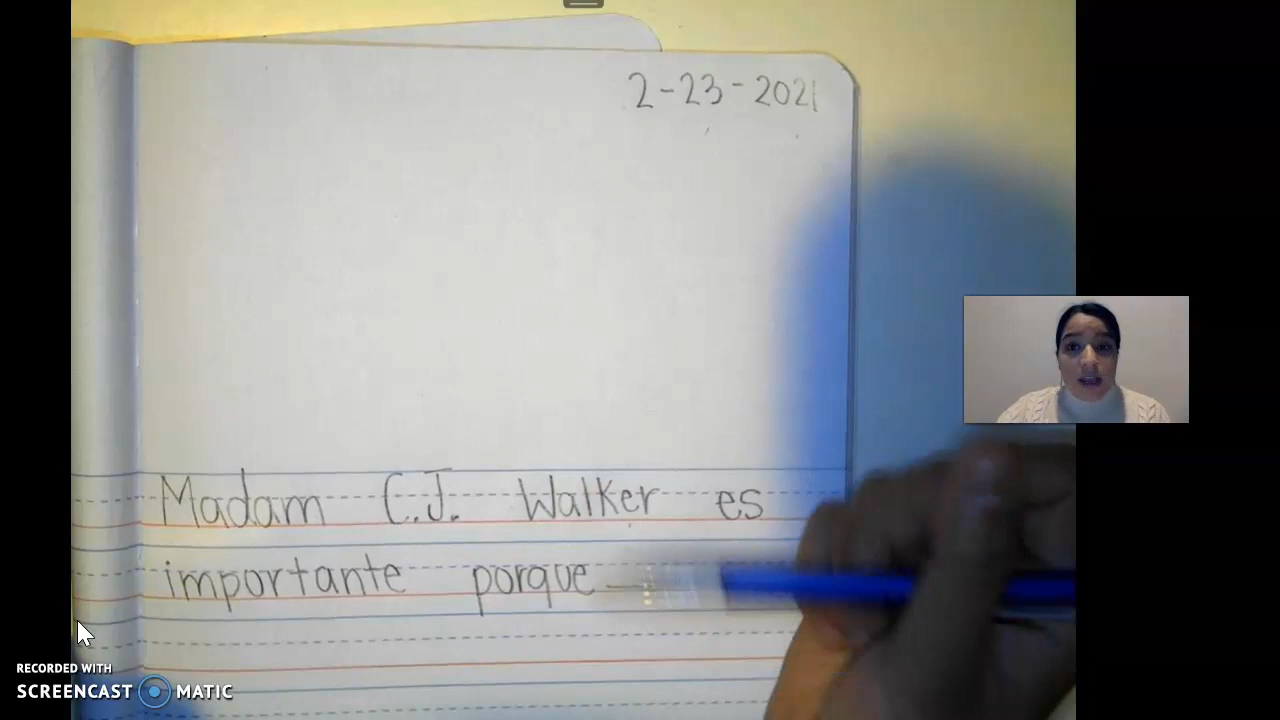 2-23-2021
Madam C.J. Walker es
importante porque
RECORDED WITH
SCREENCAST MATIC